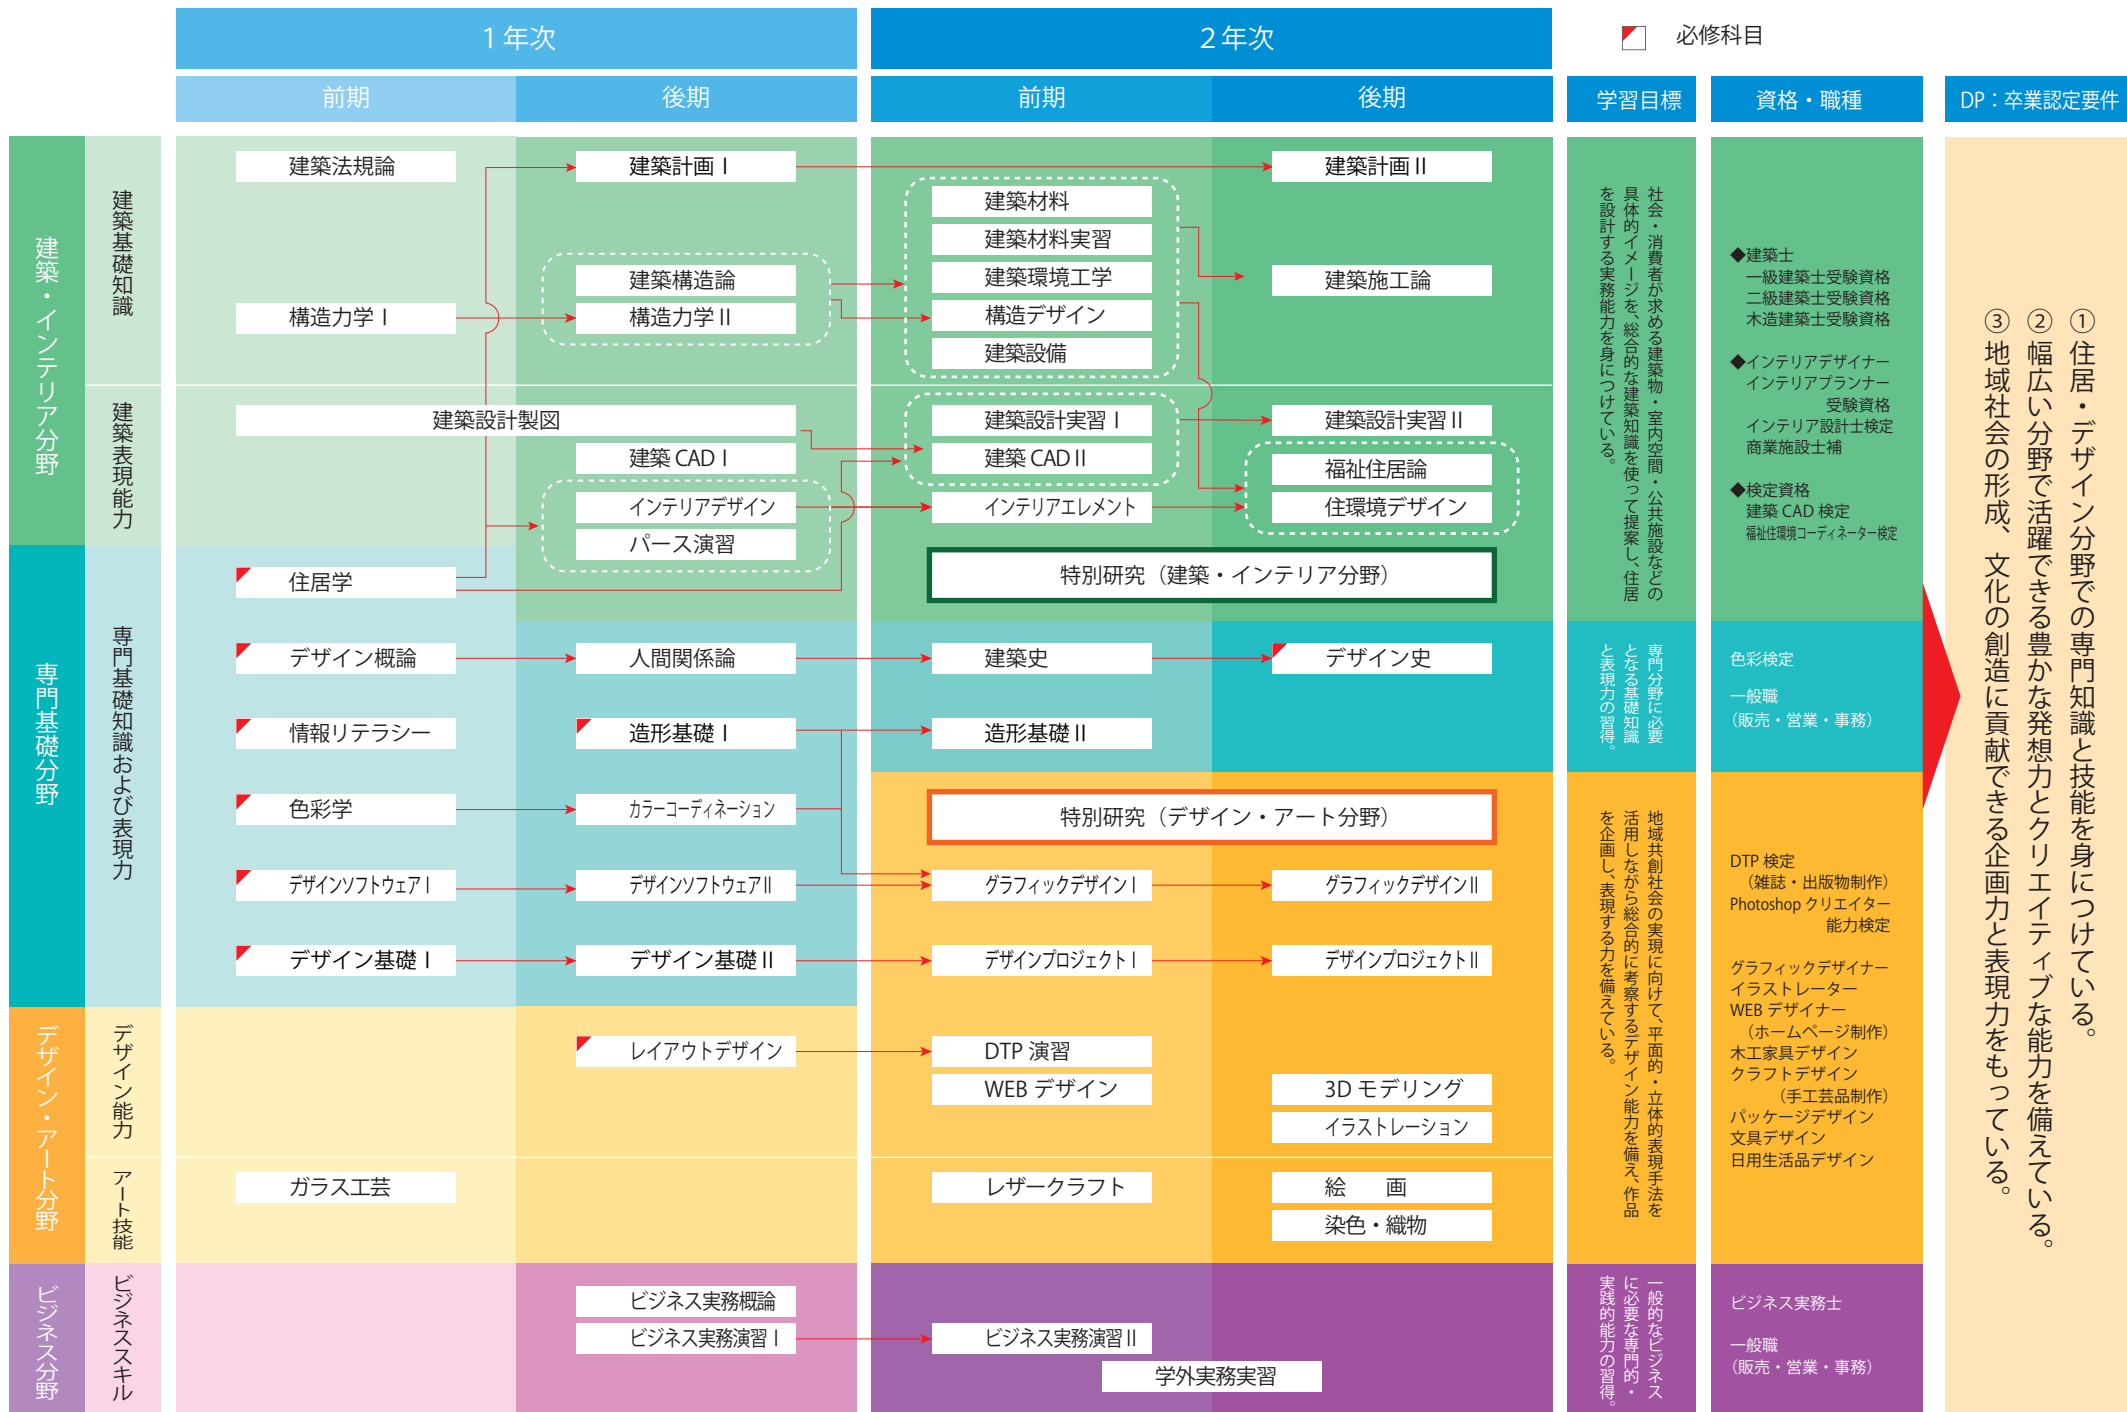 1年次
2年次
必修科目
前期
後期
前期
後期
学習目標
資格・職種
DP：卒業認定要件
建築・インテリア分野
建築基礎知識
建築法規論
建築計画Ⅰ
建築計画Ⅱ
建築材料
建築材料実習
建築環境工学
構造デザイン
建築設備
建築構造論
構造力学Ⅰ
構造力学Ⅱ
建築施工論
建築表現能力
建築設計製図
建築CADⅠ
インテリアデザイン
パース演習
建築設計実習Ⅰ
建築CADⅡ
インテリアエレメント
建築設計実習Ⅱ
福祉住居論
住環境デザイン
特別研究（建築・インテリア分野）
社会・消費者が求める建築物・室内空間・公共施設などの
具体的イメージを、総合的な建築知識を使って提案し、住居
を設計する実務能力を身につけている。
◆建築士
一級建築士受験資格
二級建築士受験資格
木造建築士受験資格
◆インテリアデザイナー
インテリアプランナー
受験資格
インテリア設計士検定
商業施設士補
◆検定資格
建築CAD検定
福祉住環境コーディネーター検定
専門基礎分野
専門基礎知識および表現力
住居学
デザイン概論
人間関係論
建築史
デザイン史
情報リテラシー
造形基礎Ⅰ
造形基礎Ⅱ
色彩学
カラーコーディネーション
特別研究（デザイン・アート分野）
デザインソフトウェアⅠ
デザインソフトウェアⅡ
グラフィックデザインⅠ
グラフィックデザインⅡ
デザイン基礎Ⅰ
デザイン基礎Ⅱ
デザインプロジェクトⅠ
デザインプロジェクトⅡ
専門分野に必要
となる基礎知識
と表現力の習得。
色彩検定
一般職
（販売・営業・事務）
デザイン・アート分野
デザイン能力
レイアウトデザイン
DTP演習
WEBデザイン
3Dモデリング
イラストレーション
アート技能
ガラス工芸
レザークラフト
絵　画
染色・織物
地域共創社会の実現に向けて、平面的・立体的表現手法を
活用しながら総合的に考察するデザイン能力を備え、作品
を企画し、表現する力を備えている。
DTP検定
（雑誌・出版物制作）
Photoshopクリエイター
能力検定
グラフィックデザイナー
イラストレーター
WEBデザイナー
（ホームページ制作）
木工家具デザイン
クラフトデザイン
（手工芸品制作）
パッケージデザイン
文具デザイン
日用生活品デザイン
ビジネス分野
ビジネススキル
ビジネス実務概論
ビジネス実務演習Ⅰ
ビジネス実務演習Ⅱ
学外実務実習
一般的なビジネス
に必要な専門的・
実践的能力の習得。
ビジネス実務士
一般職
（販売・営業・事務）
①住居・デザイン分野での専門知識と技能を身につけている。
②幅広い分野で活躍できる豊かな発想力とクリエイティブな能力を備えている。
③地域社会の形成、文化の創造に貢献できる企画力と表現力をもっている。